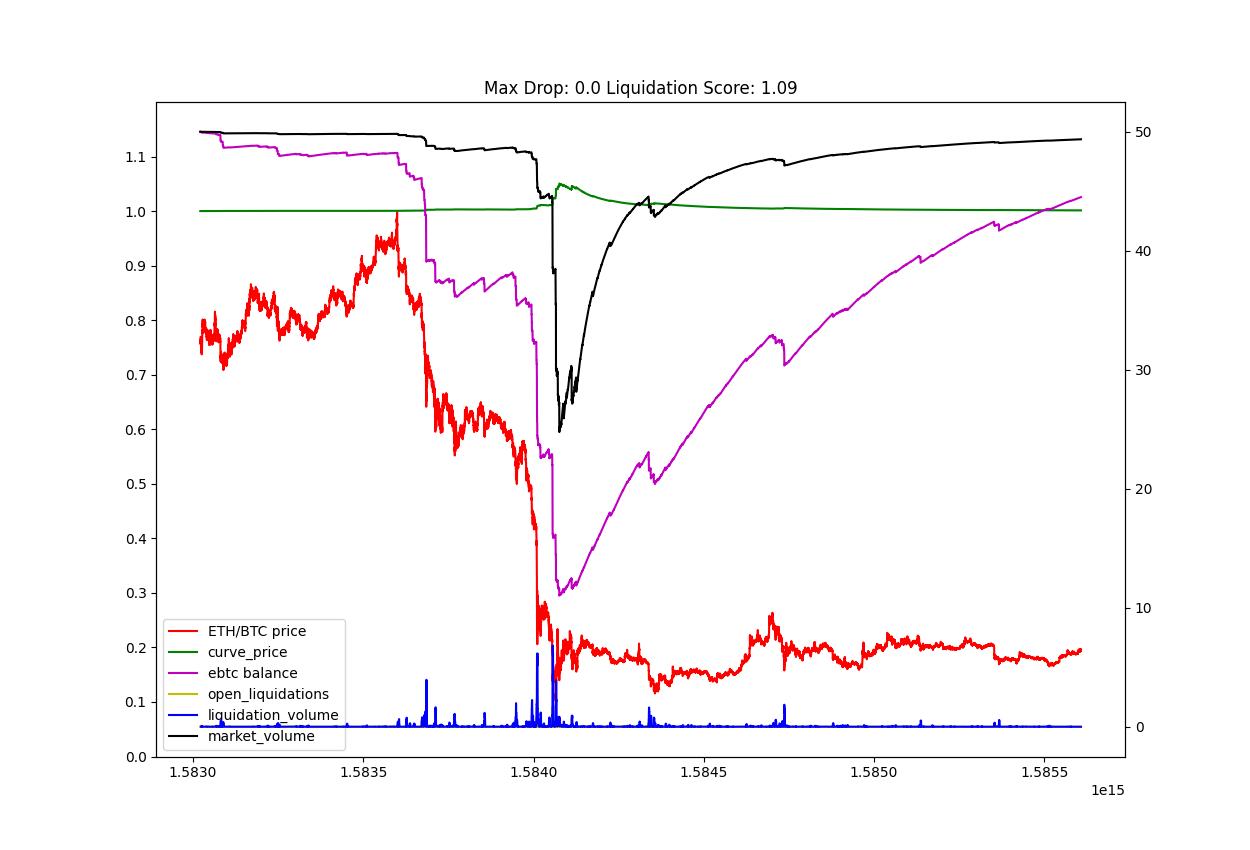 Max Drop: 0.0 Liquidation Score: 1.09
1.1
1.0
0.9
0.8
0.7
0.6
0.5
0.4
0.3
0.2
0.1
0.0
50
40
30
20
10
0
ETH/BTC price
curve_price
ebtc balance
open_liquidations
liquidation_volume
market_volume
1.5830 1.5835 1.5840 1.5845 1.5850 1.5855
1e15